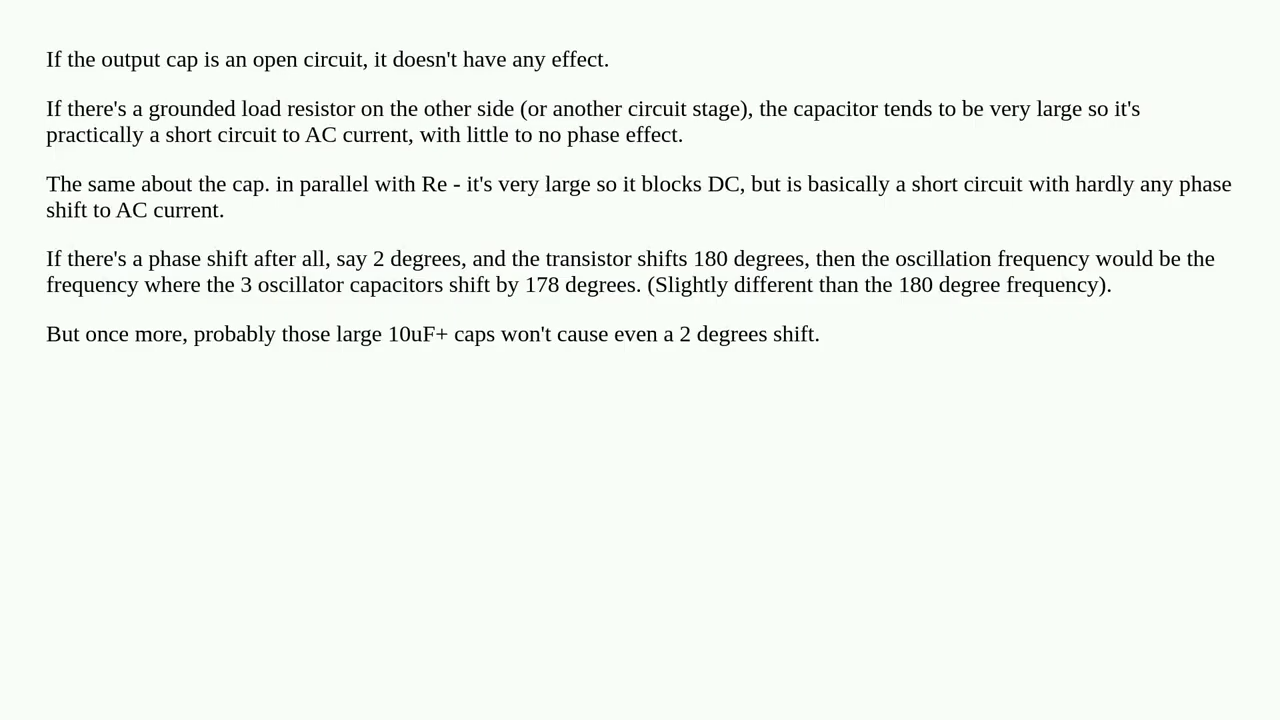 If the output cap is an open circuit, it doesn't have any effect.
If there's a grounded load resistor on the other side (or another circuit stage), the capacitor tends to be very large so it's
practically a short circuit to AC current, with little to no phase effect.
The same about the cap. in parallel with Re - it's very large so it blocks DC, but is basically a short circuit with hardly any phase
shift to AC current.
If there's a phase shift after all, say 2 degrees, and the transistor shifts 180 degrees, then the oscillation frequency would be the
frequency where the 3 oscillator capacitors shift by 178 degrees. (Slightly different than the 180 degree frequency).
But once more, probably those large 10uF+ caps won't cause even a 2 degrees shift.